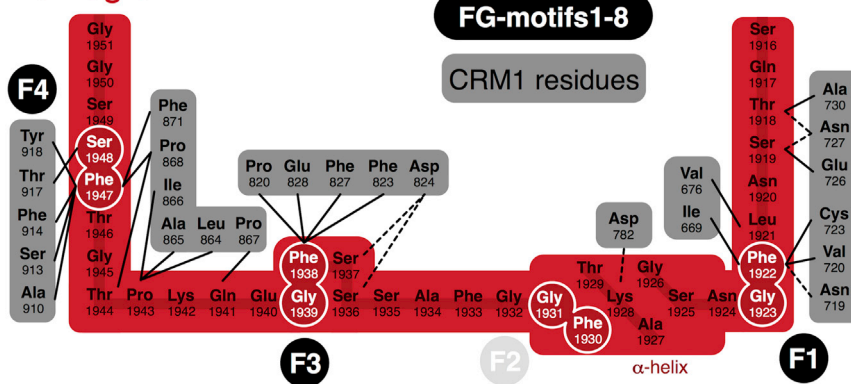 FG-motifs1-8
CRM1 residues
Gly
1951
Gly
1950
Ser
1949
Ser
1948
Phe
1947
Thr
1946
Gly
1945
Thr
1944
F4
Tyr
918
Thr
917
Phe
914
Ser
913
Ala
910
Phe
871
Pro
868
Ile
866
Ala Leu Pro
865 864 867
Pro Glu Phe Phe Asp
820 828 827 823 824
Phe
1938
Ser
1937
Pro Lys Gln Glu Gly Ser Ser Ala Phe Gly
1943 1942 1941 1940 1939 1936 1935 1934 1933 1932
F3
F2
Asp
782
Gly
1931
Phe
1930
Thr
1929
Lys
1928
Ala
1927
Gly
1926
Ser
1925
Asn
1924
α-helix
Val
676
Ile
669
Ser
1916
Gln
1917
Thr
1918
Ser
1919
Asn
1920
Leu
1921
Phe
1922
Gly
1923
Ala
730
Asn
727
Glu
726
Cys
723
Val
720
Asn
719
F1